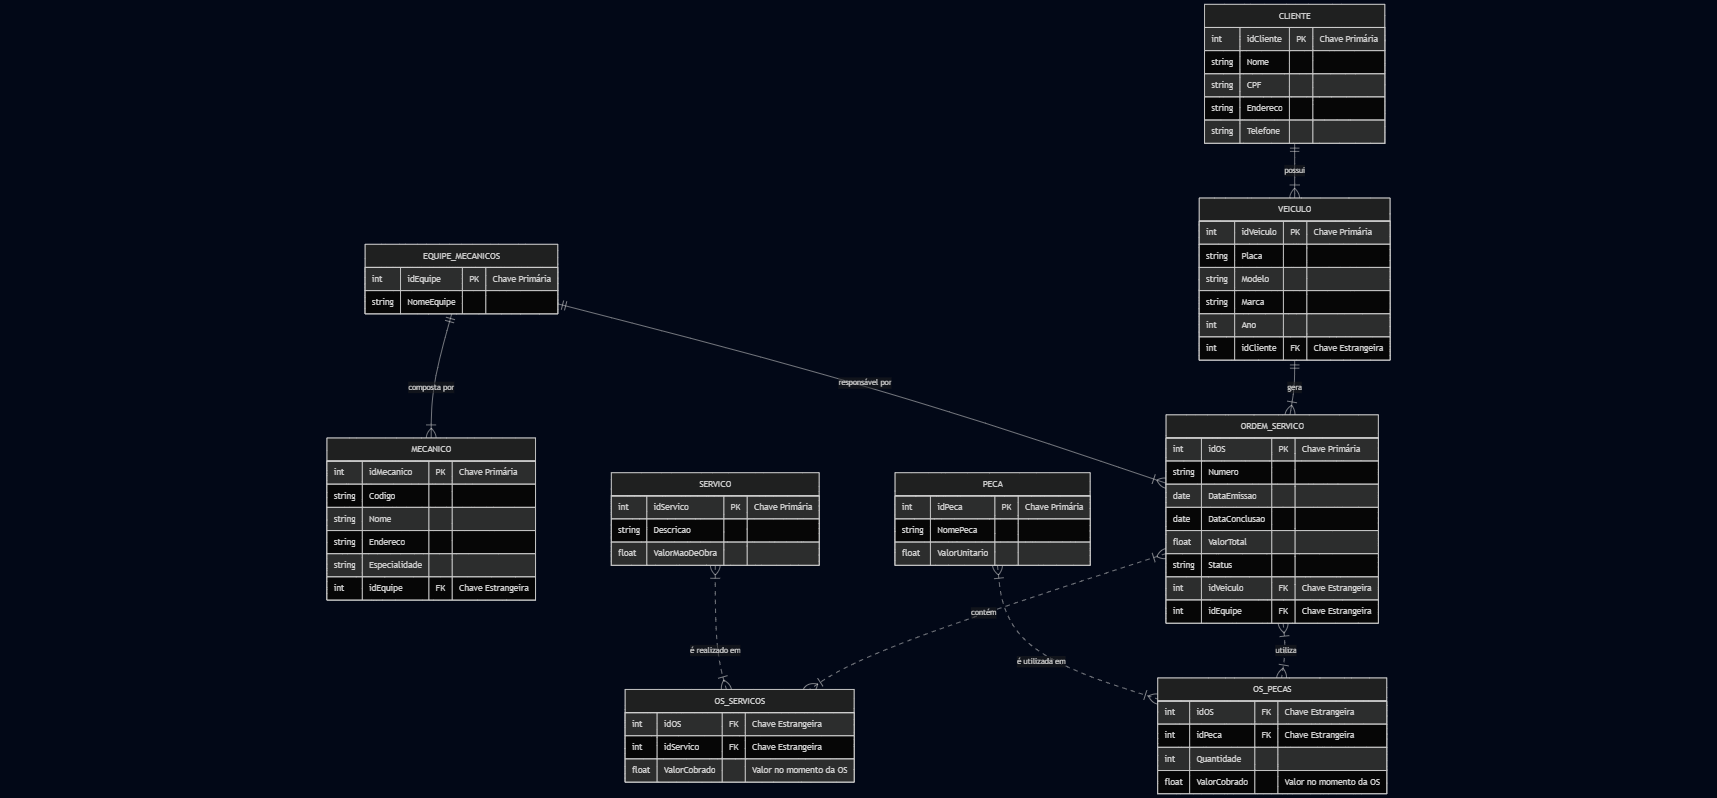 CLIENTE
int idCliente PK Chave Primária
string Nome
string CPF
string Endereco
string Telefone
possui
VEICULO
int idVeiculo PK Chave Primária
string Placa
string Modelo
string Marca
int Ano
int idCliente FK Chave Estrangeira
EQUIPE_MECANICOS
int idEquipe PK Chave Primária
string NomeEquipe
composta por
responsável por
gera
MECANICO
int idMecanico PK Chave Primária
string Codigo
string Nome
string Endereco
string Especialidade
int idEquipe FK Chave Estrangeira
SERVICO
int idServico PK Chave Primária
string Descricao
float ValorMaoDeObra
PECA
int idPeca PK Chave Primária
string NomePeca
float ValorUnitario
ORDEM_SERVICO
int idOS PK Chave Primária
string Numero
date DataEmissao
date DataConclusao
float ValorTotal
string Status
int idVeiculo FK Chave Estrangeira
int idEquipe FK Chave Estrangeira
contém
é realizado em
é utilizada em
utiliza
OS_SERVICOS
int idOS FK Chave Estrangeira
int idServico FK Chave Estrangeira
float ValorCobrado Valor no momento da OS
OS_PECAS
int idOS FK Chave Estrangeira
int idPeca FK Chave Estrangeira
int Quantidade
float ValorCobrado Valor no momento da OS